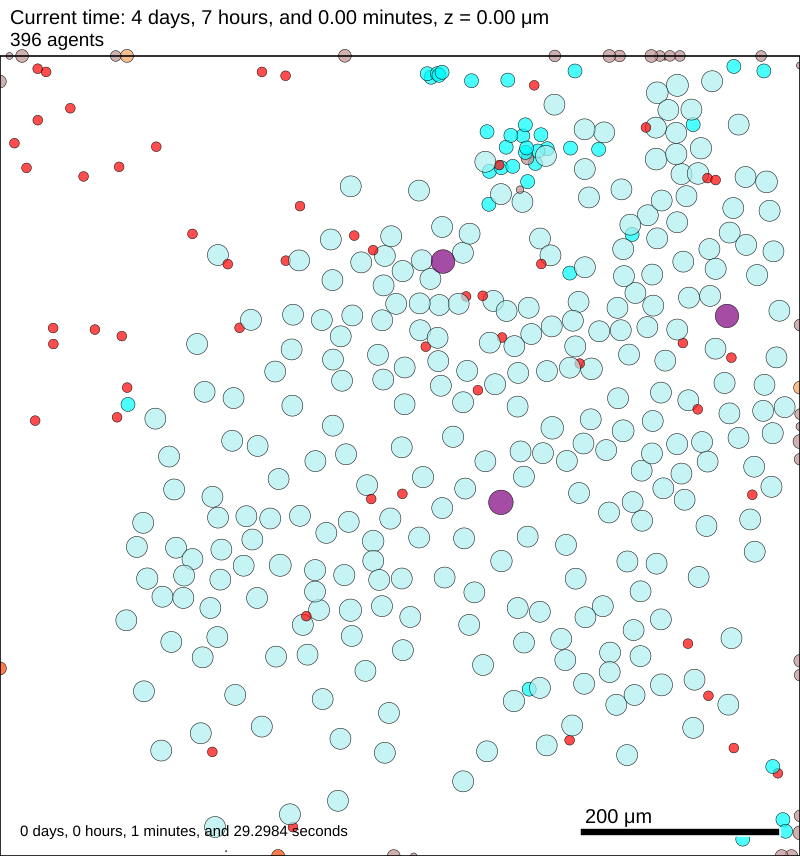 Current time: 4 days, 7 hours, and 0.00 minutes, z = 0.00 μm
396 agents
200 μm
0 days, 0 hours, 1 minutes, and 29.2984 seconds